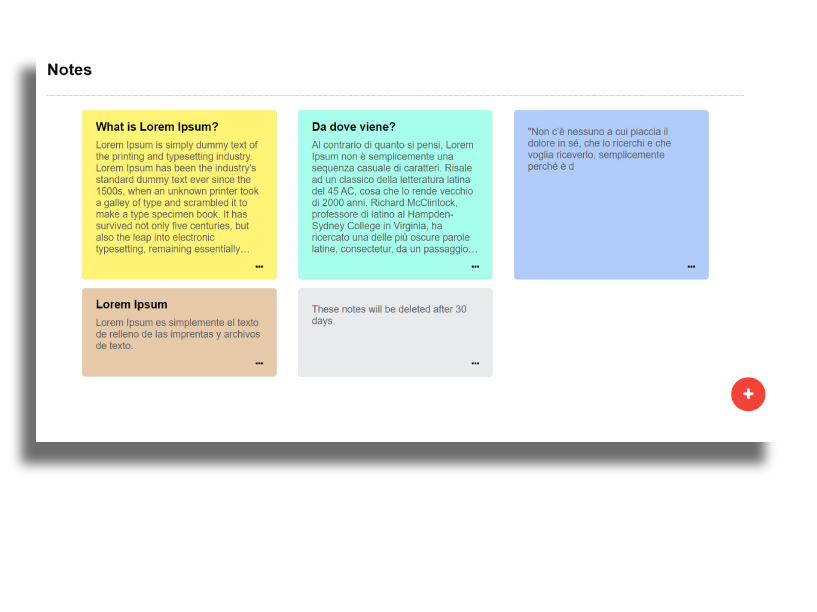 Notes
What is Lorem Ipsum?
Lorem Ipsum is simply dummy text of
the printing and typesetting industry.
Lorem Ipsum has been the industry's
standard dummy text ever since the
1500s, when an unknown printer took
a galley of type and scrambled it to
make a type specimen book. It has
survived not only five centuries, but
also the leap into electronic
typesetting, remaining essentially…
Da dove viene?
Al contrario di quanto si pensi, Lorem
Ipsum non è semplicemente una
sequenza casuale di caratteri. Risale
ad un classico della letteratura latina
del 45 AC, cosa che lo rende vecchio
di 2000 anni. Richard McClintock,
professore di latino al Hampden-
Sydney College in Virginia, ha
ricercato una delle più oscure parole
latine, consectetur, da un passaggio…
"Non c'è nessuno a cui piaccia il
dolore in sé, che lo ricerchi e che
voglia riceverlo, semplicemente
perché è d
Lorem Ipsum
Lorem Ipsum es simplemente el texto
de relleno de las imprentas y archivos
de texto.
These notes will be deleted after 30
days.